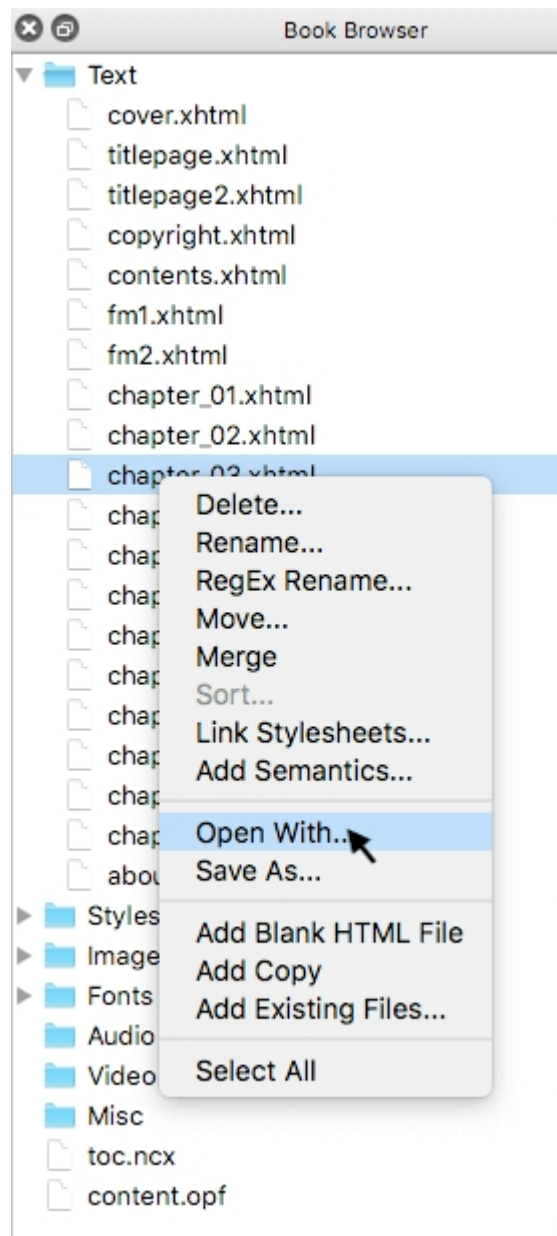 Book Browser
Text
cover.xhtml
titlepage.xhtml
titlepage2.xhtml
copyright.xhtml
contents.xhtml
fm1.xhtml
fm2.xhtml
chapter_01.xhtml
chapter_02.xhtml
chapter_03.xhtml
chap
chap
chap
chap
chap
chap
chap
chap
chap
abou
Delete...
Rename...
RegEx Rename...
Move...
Merge
Sort...
Link Stylesheets...
Add Semantics...
Open With...
Save As...
Add Blank HTML File
Add Copy
Add Existing Files...
Select All
Styles
Image
Fonts
Audio
Video
Misc
toc.ncx
content.opf